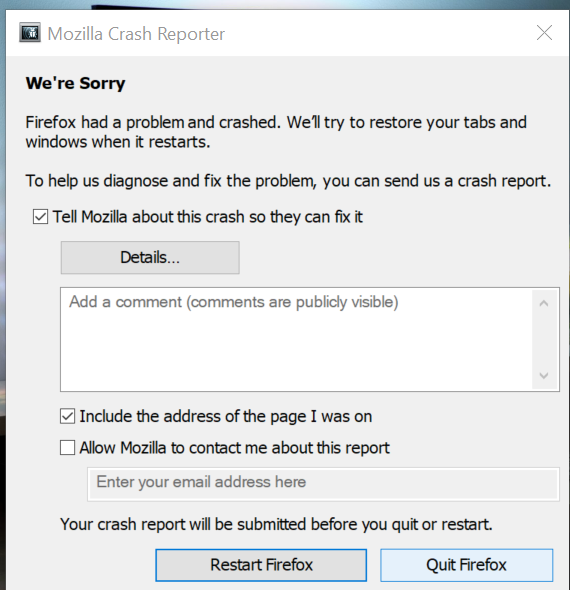 Mozilla Crash Reporter
We're Sorry
Firefox had a problem and crashed. We’ll try to restore your tabs and
windows when it restarts.
To help us diagnose and fix the problem, you can send us a crash report.
Tell Mozilla about this crash so they can fix it
Details...
Add a comment (comments are publicly visible)
Include the address of the page I was on
Allow Mozilla to contact me about this report
Enter your email address here
Your crash report will be submitted before you quit or restart.
Restart Firefox
Quit Firefox